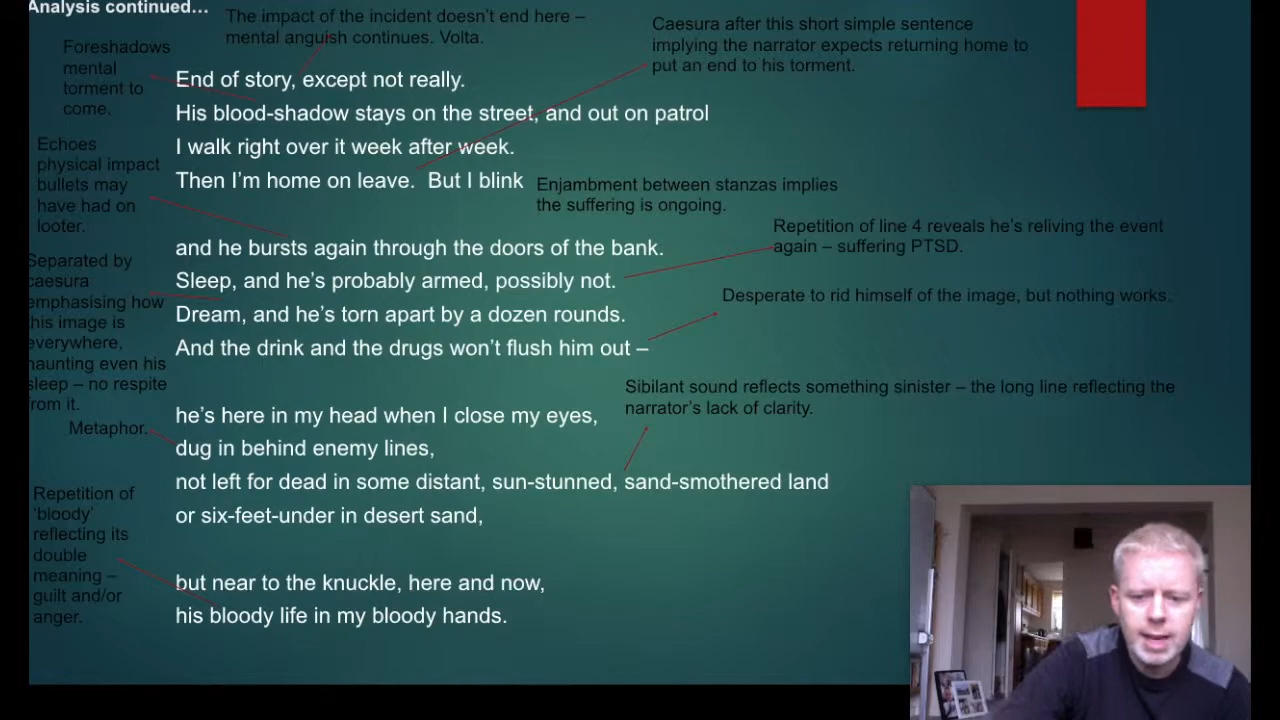 Analysis continued…
The impact of the incident doesn’t end here –
mental anguish continues. Volta.
Caesura after this short simple sentence
implying the narrator expects returning home to
put an end to his torment.
Foreshadows
mental
torment to
come.
End of story, except not really.
His blood-shadow stays on the street, and out on patrol
I walk right over it week after week.
Then I’m home on leave.  But I blink
Echoes
physical impact
bullets may
have had on
looter.
Enjambment between stanzas implies
the suffering is ongoing.
Repetition of line 4 reveals he’s reliving the event
again – suffering PTSD.
and he bursts again through the doors of the bank.
Sleep, and he’s probably armed, possibly not.
Dream, and he’s torn apart by a dozen rounds.
And the drink and the drugs won’t flush him out –
Separated by
caesura
emphasising how
this image is
everywhere,
haunting even his
sleep – no respite
from it.
Desperate to rid himself of the image, but nothing works.
Sibilant sound reflects something sinister – the long line reflecting the
narrator’s lack of clarity.
Metaphor.
he’s here in my head when I close my eyes,
dug in behind enemy lines,
not left for dead in some distant, sun-stunned, sand-smothered land
or six-feet-under in desert sand,
Repetition of
‘bloody’
reflecting its
double
meaning –
guilt and/or
anger.
but near to the knuckle, here and now,
his bloody life in my bloody hands.